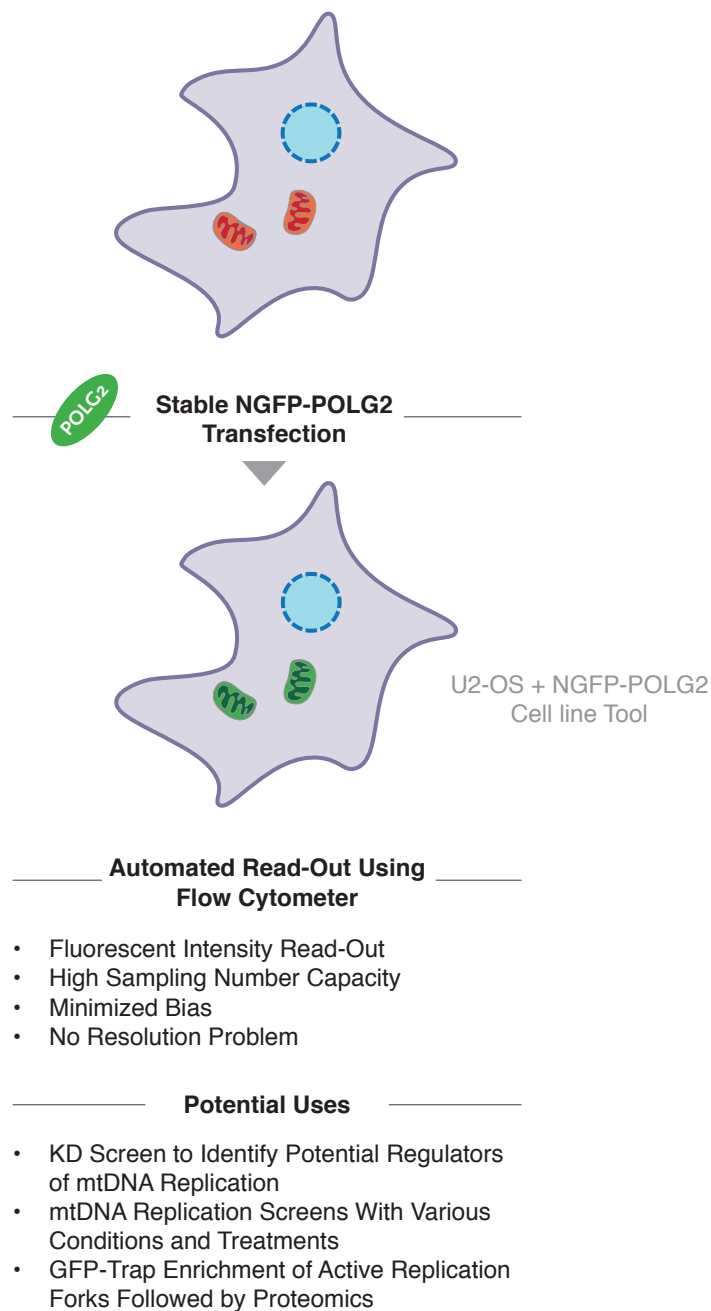 POLG2
Stable NGFP-POLG2
Transfection
U2-OS + NGFP-POLG2
Cell line Tool
Automated Read-Out Using
Flow Cytometer
• Fluorescent Intensity Read-Out
• High Sampling Number Capacity
• Minimized Bias
• No Resolution Problem
Potential Uses
• KD Screen to Identify Potential Regulators
of mtDNA Replication
• mtDNA Replication Screens With Various
Conditions and Treatments
• GFP-Trap Enrichment of Active Replication
Forks Followed by Proteomics